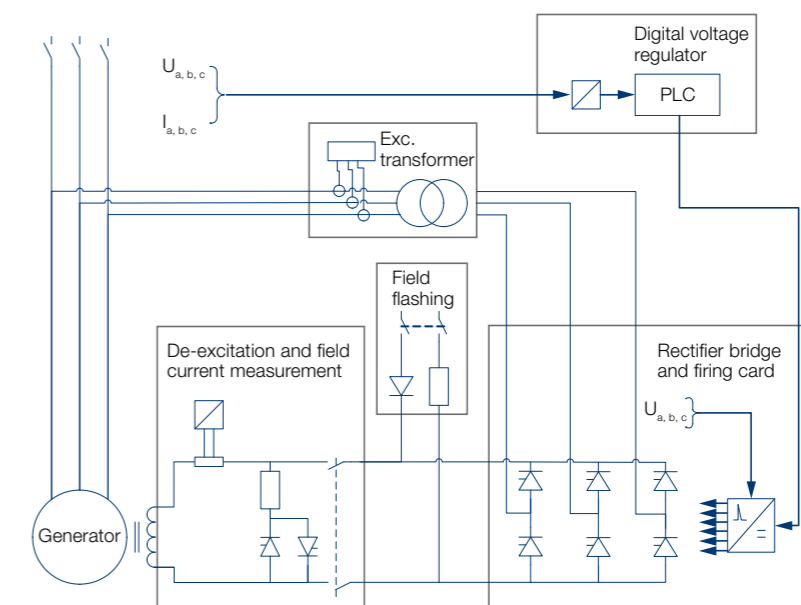 Digital voltage
regulator
U a, b, c
PLC
I a, b, c
Exc.
transformer
Field
flashing
De-excitation and field
current measurement
Rectifier bridge
and firing card
U a, b, c
Generator